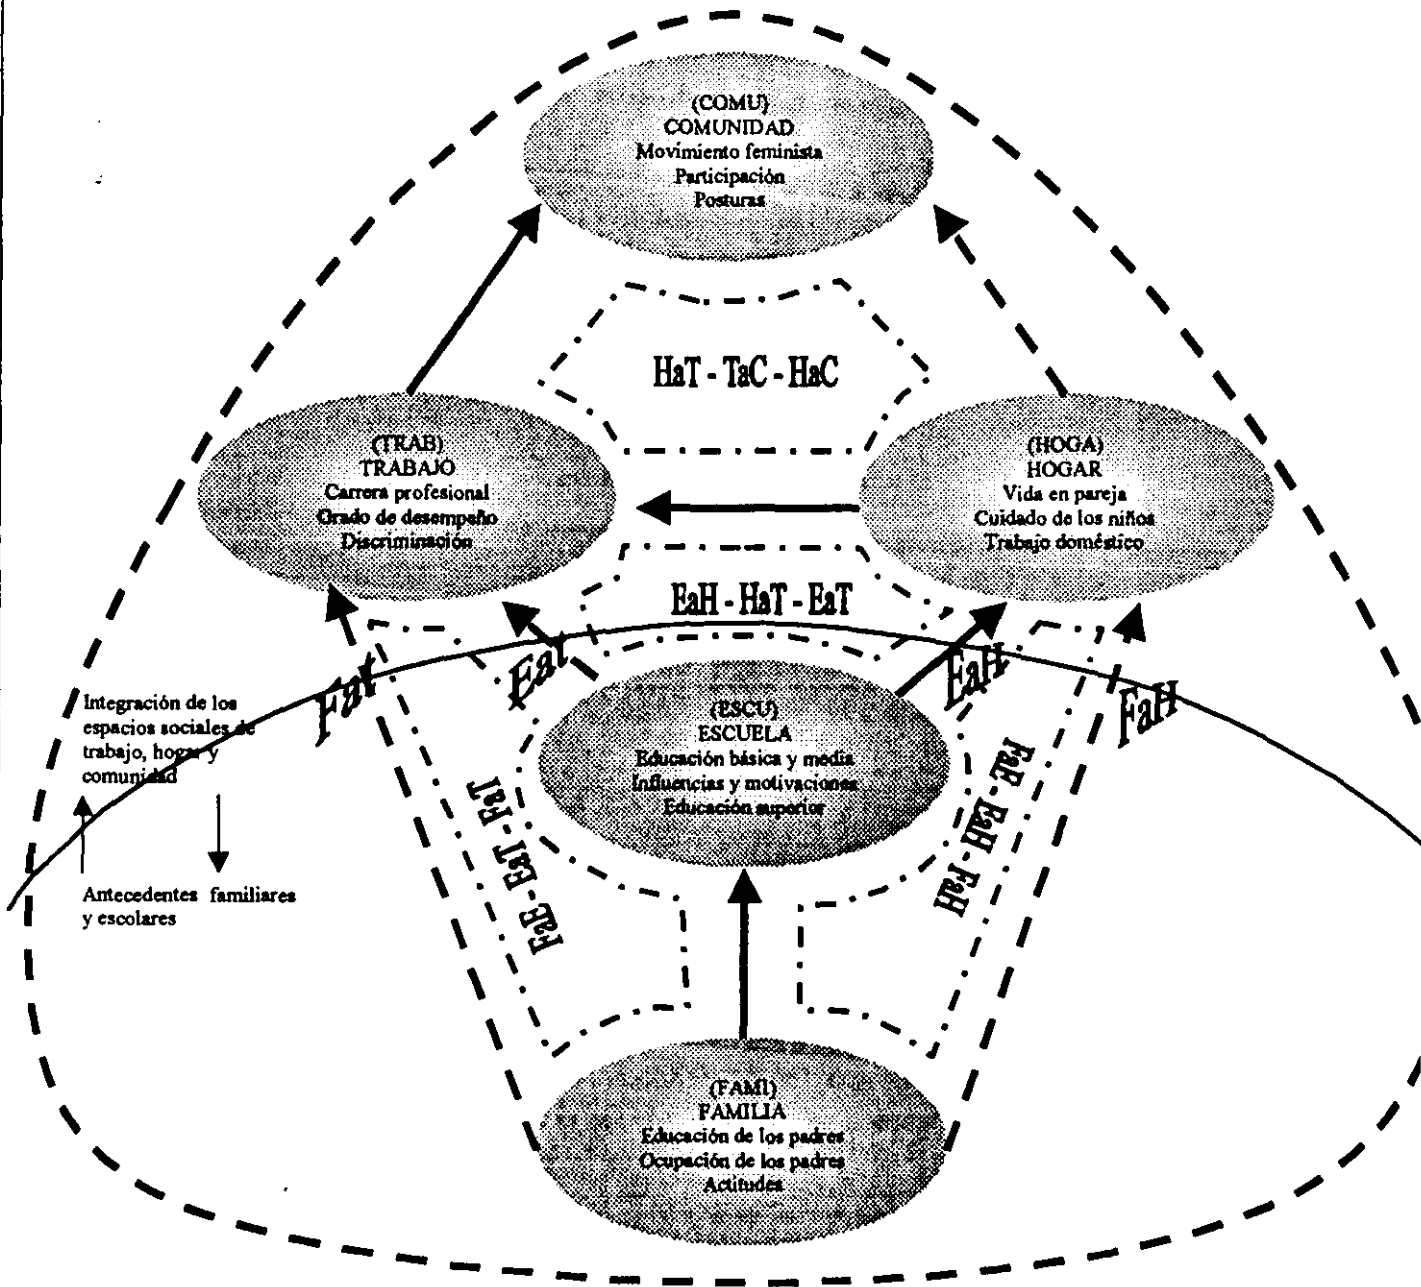 (COMU)
COMUNIDAD
Movimiento feminista
Participación
Posturas
HaT - TaC - HaC
(TRAB)
TRABAJO
Carrera profesional
Grado de desempeño
Discriminación
(HOGA)
HOGAR
Vida en pareja
Cuidado de los niños
Trabajo doméstico
EaH - HaT - EaT
FaT
EaT
EaH
FaH
Integración de los
espacios sociales de
trabajo, hogar y
comunidad
Antecedentes familiares
y escolares
(ESCU)
ESCUELA
Educación básica y media
Influencias y motivaciones
Educación superior
FaE - EaT - FaT
FaE - EaH - FaH
(FAMI)
FAMILIA
Educación de los padres
Ocupación de los padres
Actitudes